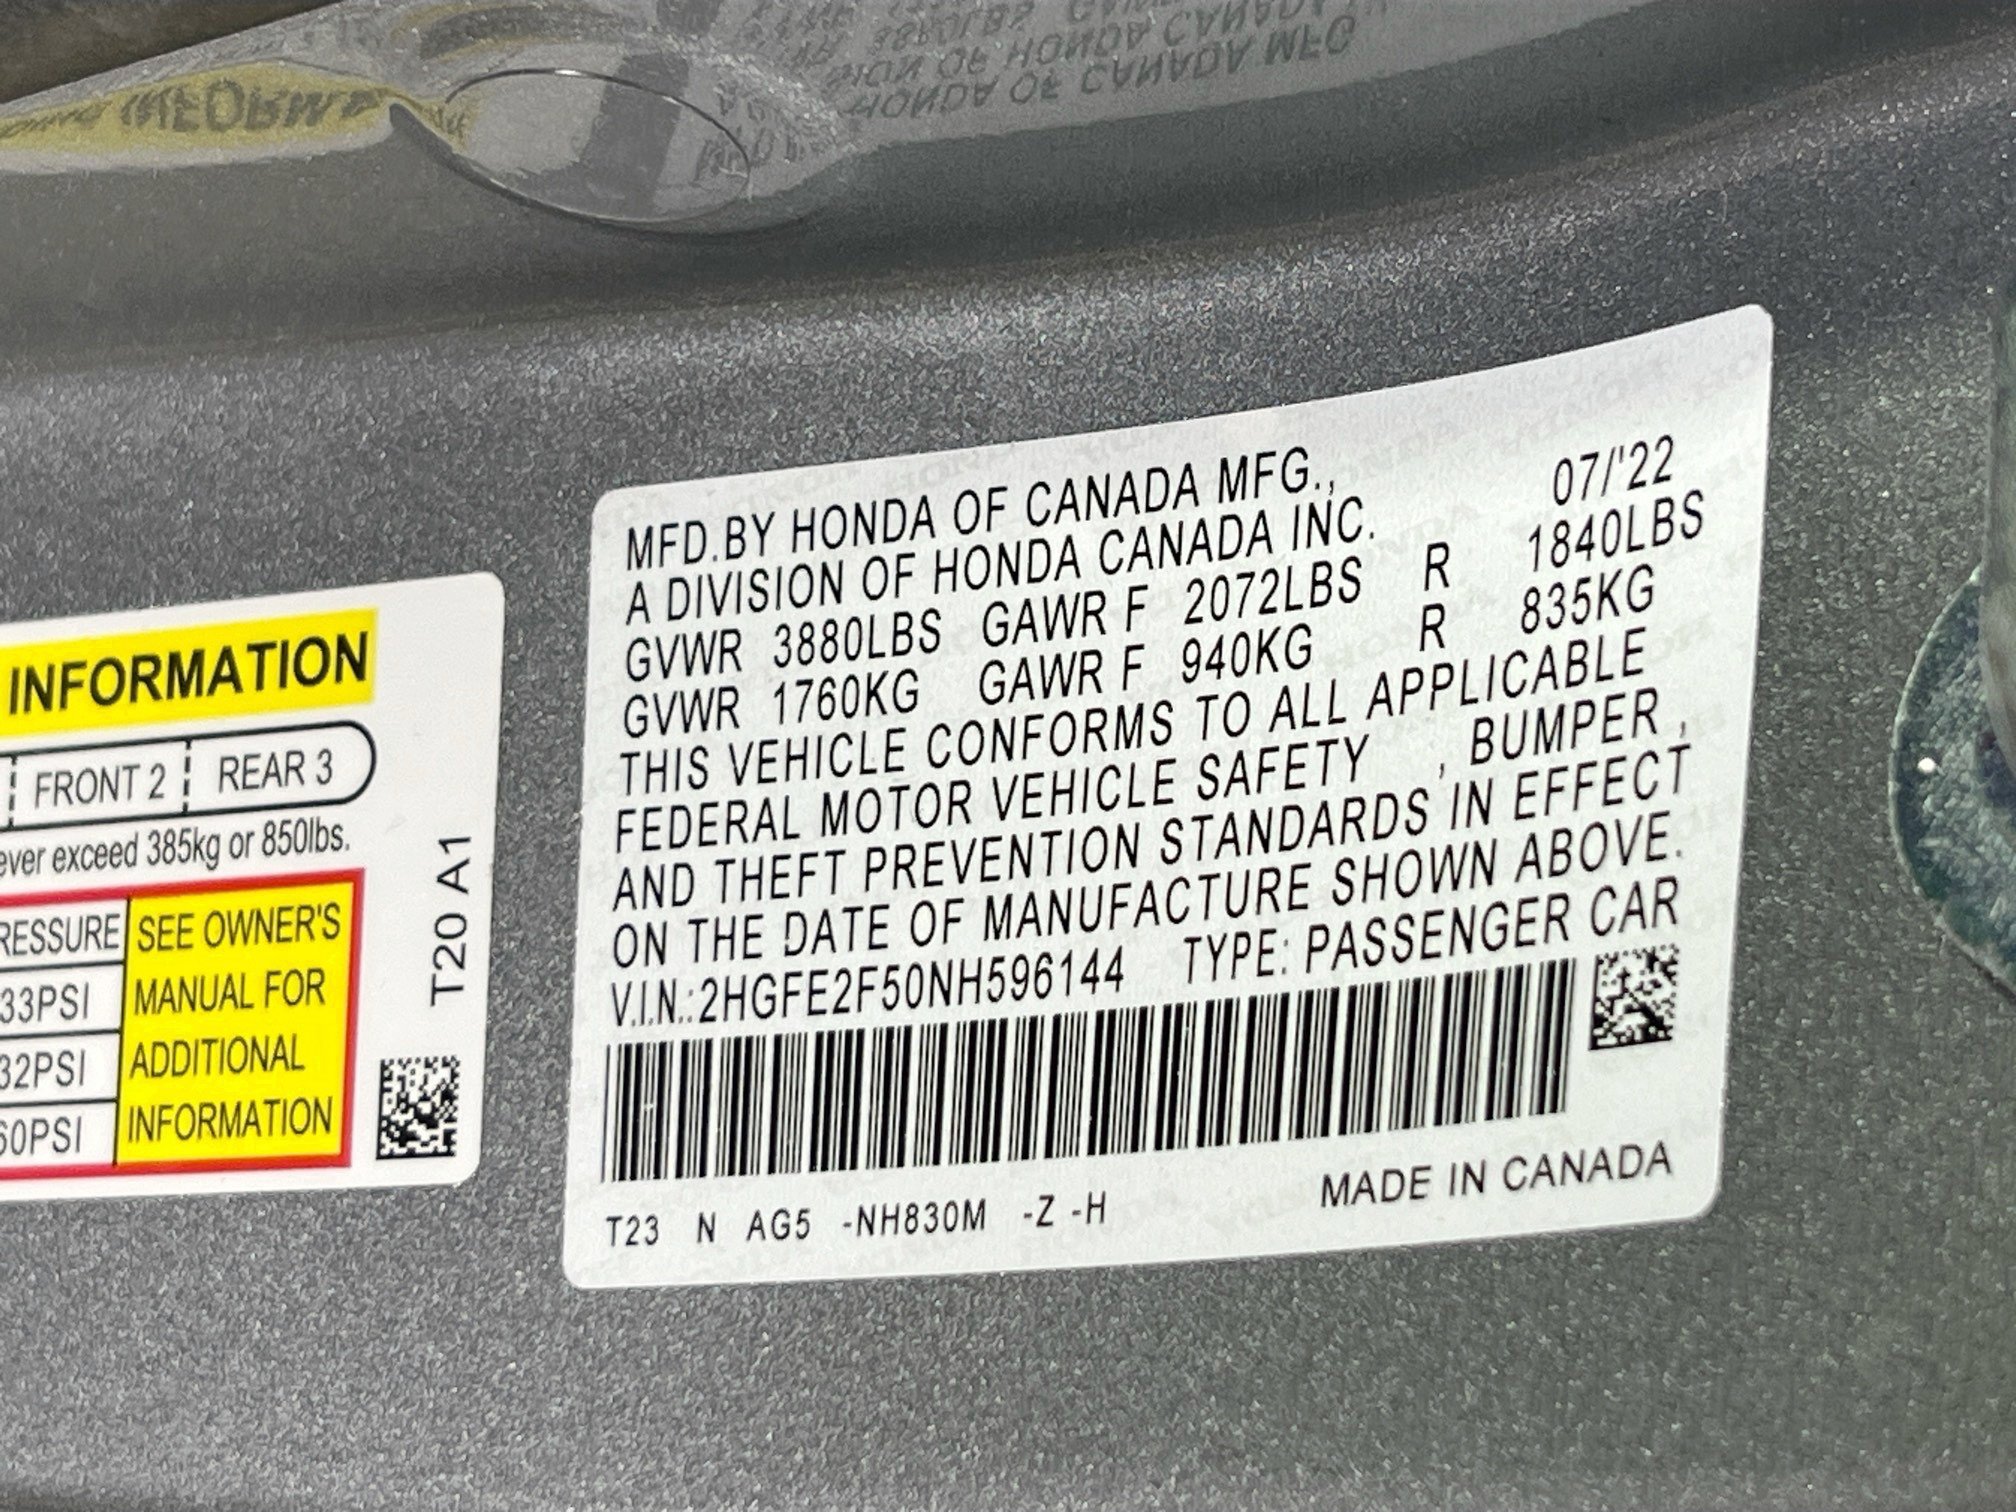 INFORMATION
FRONT 2 REAR 3
ever exceed 385kg or 850lbs.
RESSURE SEE OWNER'S
33PSI MANUAL FOR
32PSI ADDITIONAL
60PSI INFORMATION
T20 A1
MFD.BY HONDA OF CANADA MFG., 07/'22
A DIVISION OF HONDA CANADA INC.
GVWR 3880LBS GAWR F 2072LBS R 1840LBS
GVWR 1760KG GAWR F 940KG R 835KG
THIS VEHICLE CONFORMS TO ALL APPLICABLE
FEDERAL MOTOR VEHICLE SAFETY , BUMPER ,
AND THEFT PREVENTION STANDARDS IN EFFECT
ON THE DATE OF MANUFACTURE SHOWN ABOVE.
V.I.N.:2HGFE2F50NH596144 TYPE: PASSENGER CAR
T23 N AG5 -NH830M -Z -H MADE IN CANADA